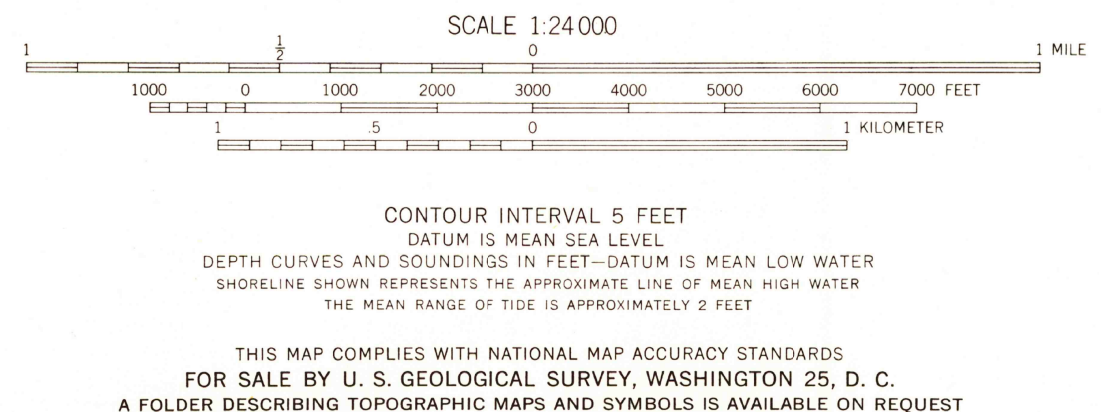 SCALE 1:24000
1 ½ 0 1 MILE
1000 0 1000 2000 3000 4000 5000 6000 7000 FEET
1 .5 0 1 KILOMETER
CONTOUR INTERVAL 5 FEET
DATUM IS MEAN SEA LEVEL
DEPTH CURVES AND SOUNDINGS IN FEET—DATUM IS MEAN LOW WATER
SHORELINE SHOWN REPRESENTS THE APPROXIMATE LINE OF MEAN HIGH WATER
THE MEAN RANGE OF TIDE IS APPROXIMATELY 2 FEET
THIS MAP COMPLIES WITH NATIONAL MAP ACCURACY STANDARDS
FOR SALE BY U. S. GEOLOGICAL SURVEY, WASHINGTON 25, D. C.
A FOLDER DESCRIBING TOPOGRAPHIC MAPS AND SYMBOLS IS AVAILABLE ON REQUEST